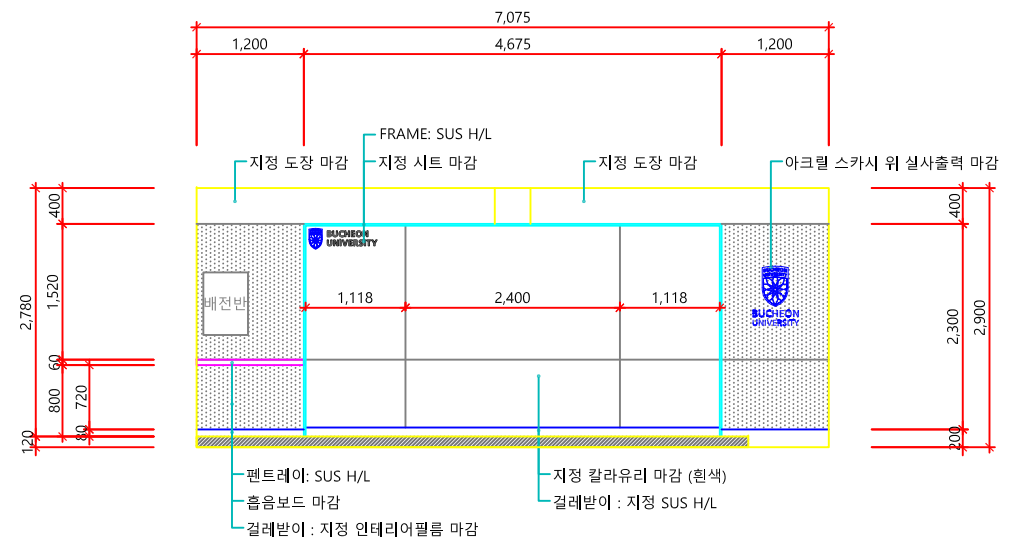 7,075
1,200
4,675
1,200
FRAME: SUS H/L
지정 도장 마감
지정 시트 마감
지정 도장 마감
아크릴 스카시 위 실사출력 마감
400
1,520
60
800
720
80
2,780
120
BUCHEON
UNIVERSITY
배전반
1,118
2,400
1,118
BUCHEON
UNIVERSITY
400
2,300
200
2,900
펜트레이: SUS H/L
흡음보드 마감
걸레받이 : 지정 인테리어필름 마감
지정 칼라유리 마감 (흰색)
걸레받이 : 지정 SUS H/L